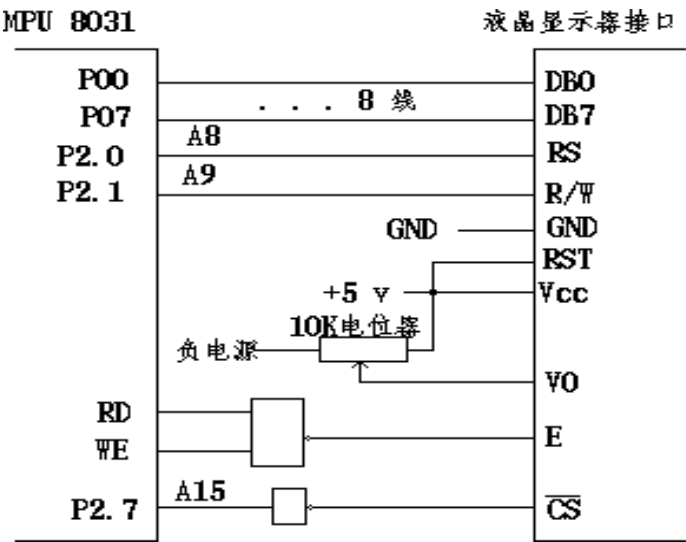 MPU 8031 液晶显示器接口
P00 DB0
P07 . . . 8 线 DB7
P2.0 A8 RS
P2.1 A9 R/W
GND GND
RST
+5 v Vcc
10K电位器
负电源
V0
RD
WE E
P2.7 A15 C̅S̅